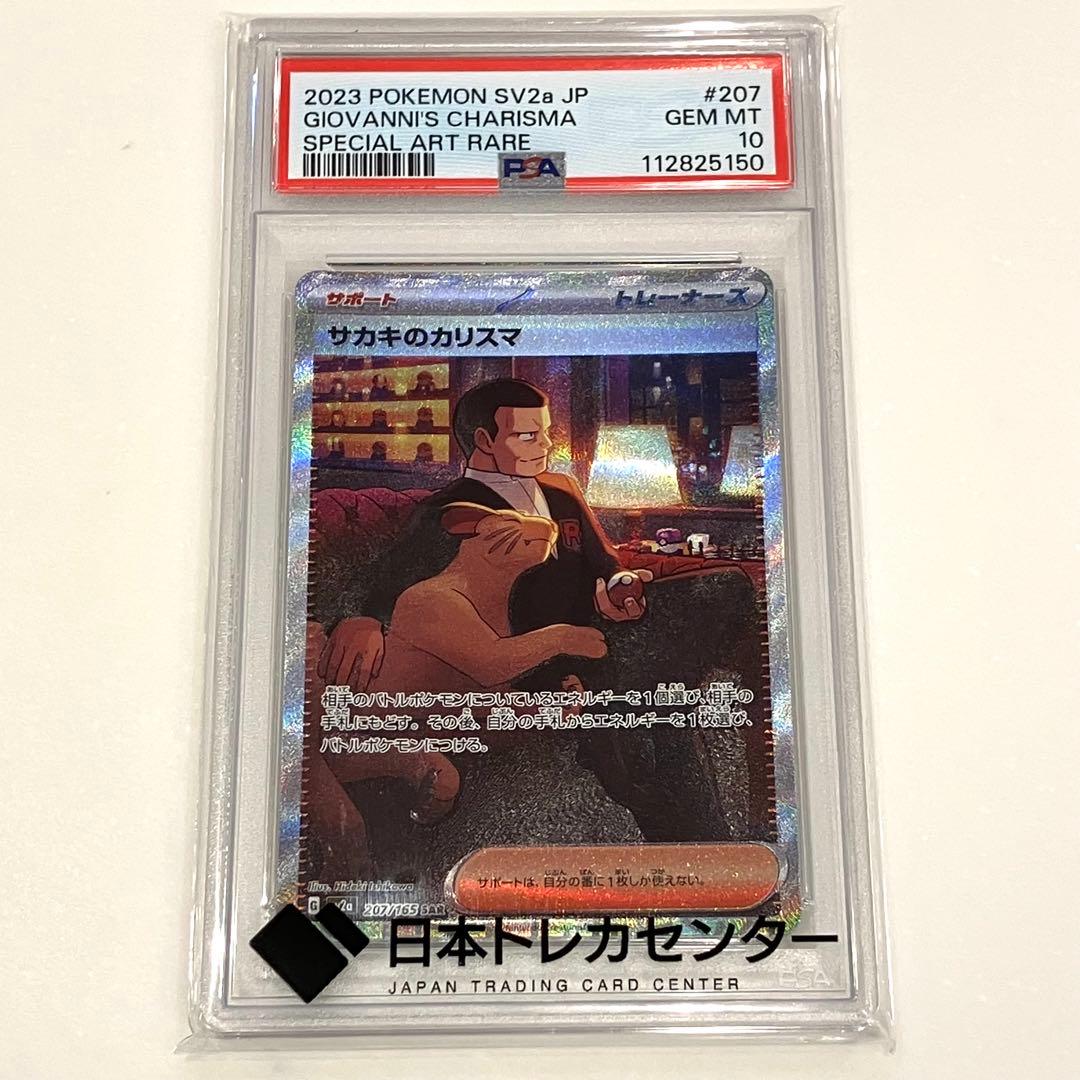 2023 POKEMON SV2a JP #207
GIOVANNI'S CHARISMA GEM MT
SPECIAL ART RARE 10
PSA 112825150
サポート トレーナーズ
サカキのカリスマ
R
相手のバトルポケモンについているエネルギーを1個選び、相手の
手札にもどす。その後、自分の手札からエネルギーを1枚選び、
バトルポケモンにつける。
サポートは、自分の番に1枚しか使えない。
Illus. Hideki Ishikawa
G 207/165 SAR
日本トレカセンター
JAPAN TRADING CARD CENTER